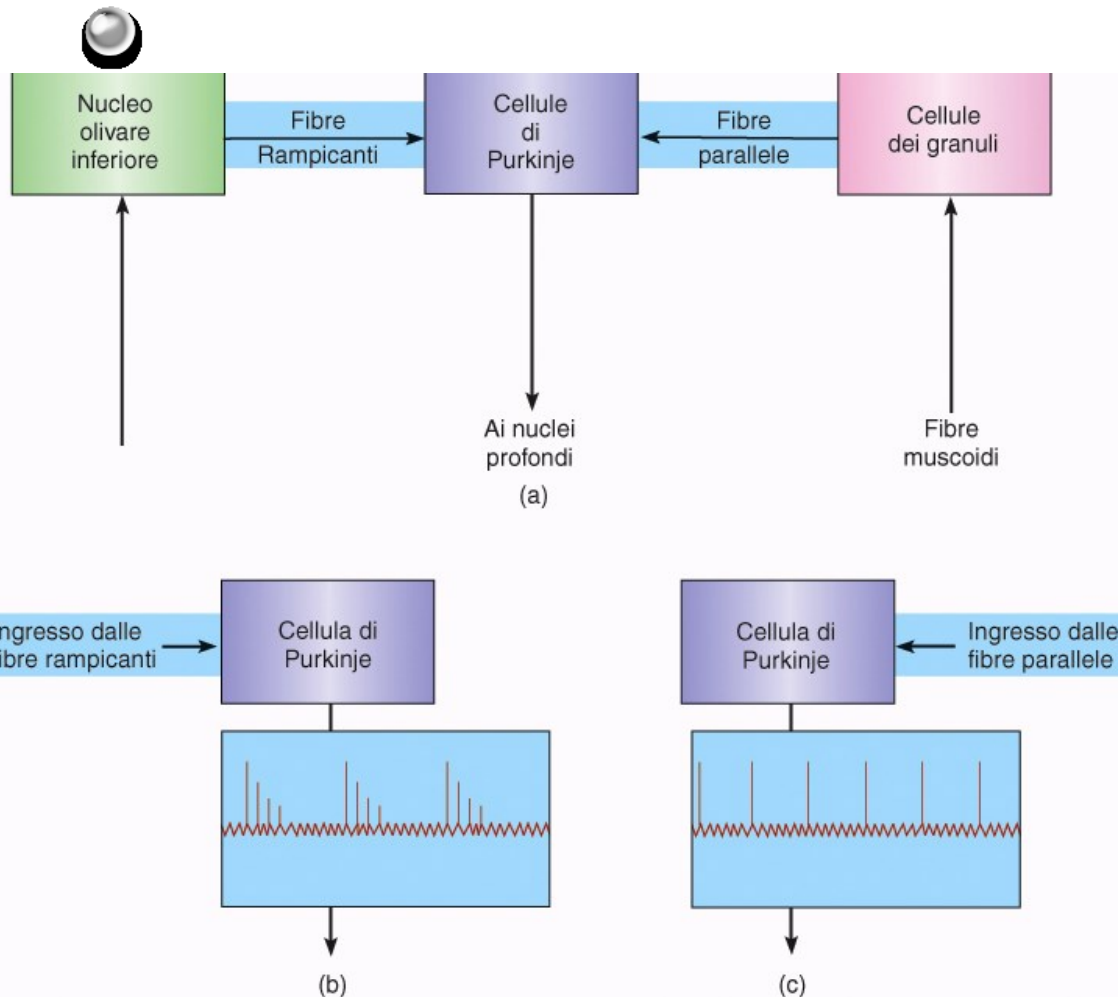 Nucleo
olivare
inferiore
Fibre
Rampicanti
Cellule
di
Purkinje
Fibre
parallele
Cellule
dei granuli
Ai nuclei
profondi
Fibre
muscoidi
(a)
ngresso dalle
ibre rampicanti
Cellula di
Purkinje
Cellula di
Purkinje
Ingresso dalle
fibre parallele
(b)
(c)